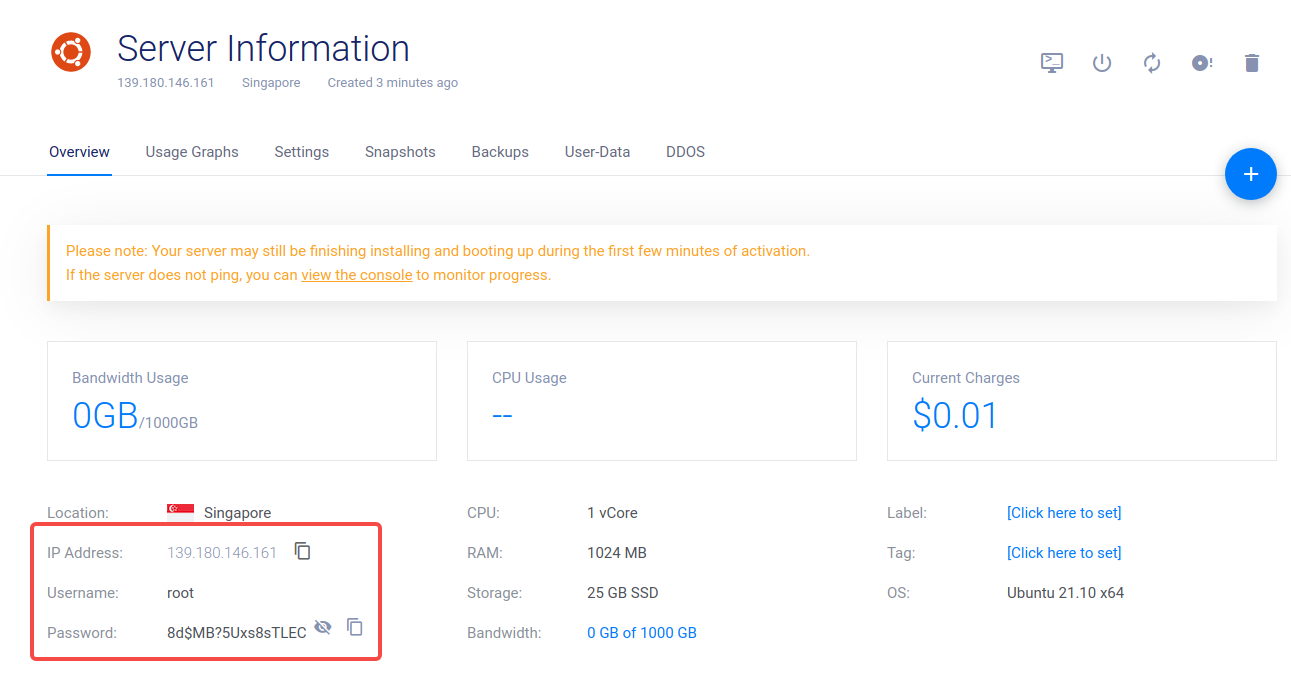 Server Information
139.180.146.161 Singapore Created 3 minutes ago
Overview Usage Graphs Settings Snapshots Backups User-Data DDOS
Please note: Your server may still be finishing installing and booting up during the first few minutes of activation.
If the server does not ping, you can view the console to monitor progress.
Bandwidth Usage
0GB/1000GB
CPU Usage
--
Current Charges
$0.01
Location: Singapore
IP Address: 139.180.146.161
Username: root
Password: 8d$MB?5Uxs8sTLEC
CPU: 1 vCore
RAM: 1024 MB
Storage: 25 GB SSD
Bandwidth: 0 GB of 1000 GB
Label: [Click here to set]
Tag: [Click here to set]
OS: Ubuntu 21.10 x64